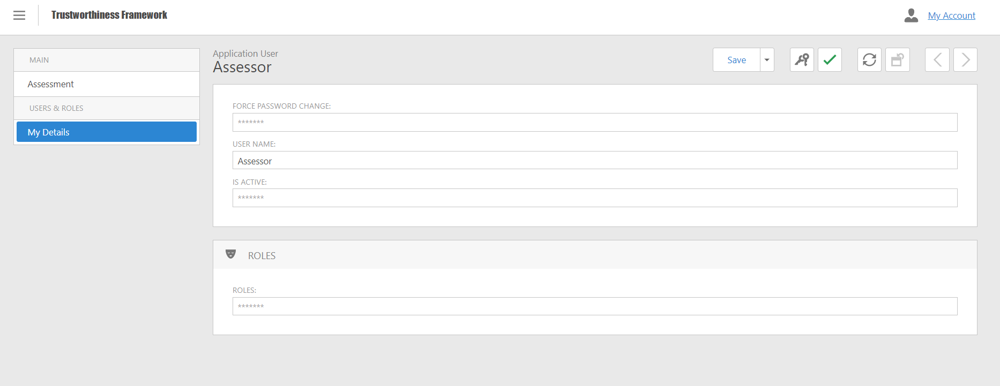 Trustworthiness Framework
My Account
MAIN
Assessment
USERS & ROLES
My Details
Application User
Assessor
Save
FORCE PASSWORD CHANGE:
*******
USER NAME:
Assessor
IS ACTIVE:
*******
ROLES
ROLES:
*******